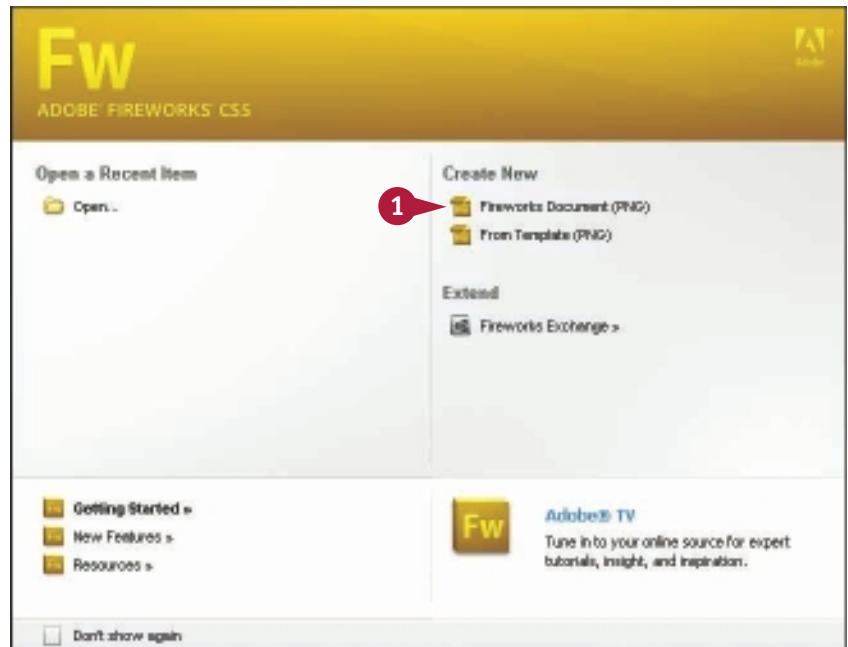 Fw
ADOBE® FIREWORKS® CS5
Adobe
Open a Recent Item
Open...
Create New
1
Fireworks Document (PNG)
From Template (PNG)
Extend
Fireworks Exchange »
Getting Started »
New Features »
Resources »
Fw
Adobe® TV
Tune in to your online source for expert
tutorials, insight, and inspiration.
Don't show again